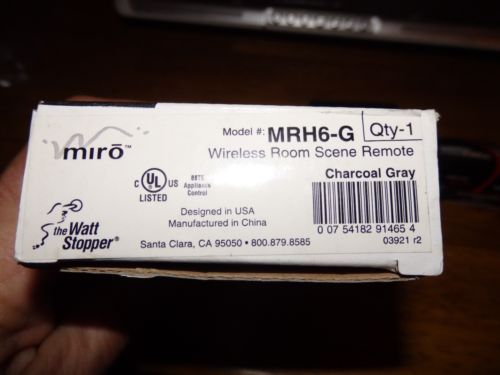 Model #: MRH6-G Qty-1
mirō™
Wireless Room Scene Remote
Charcoal Gray
C UL US
LISTED
Appliance
Control
Designed in USA
Manufactured in China
the Watt
Stopper®
Santa Clara, CA 95050 • 800.879.8585
0 07 54182 91465 4
03921 r2